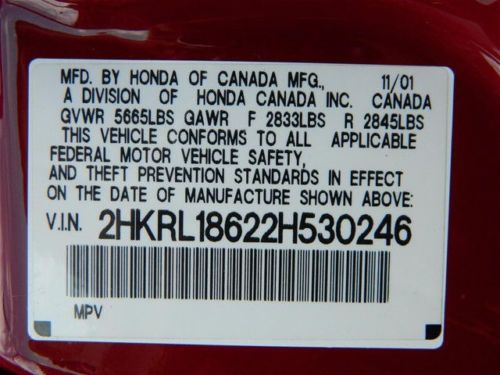 MFD. BY HONDA OF CANADA MFG., 11/01
A DIVISION OF HONDA CANADA INC. CANADA
GVWR 5665LBS GAWR F 2833LBS R 2845LBS
THIS VEHICLE CONFORMS TO ALL APPLICABLE
FEDERAL MOTOR VEHICLE SAFETY,
AND THEFT PREVENTION STANDARDS IN EFFECT
ON THE DATE OF MANUFACTURE SHOWN ABOVE:
V.I.N. 2HKRL18622H530246
MPV